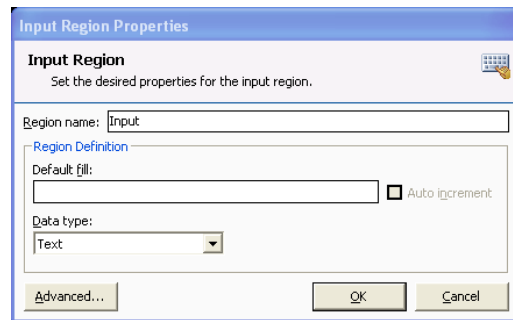 Input Region Properties
Input Region
Set the desired properties for the input region.
Region name: Input
Region Definition
Default fill:
Auto increment
Data type:
Text
Advanced... OK Cancel